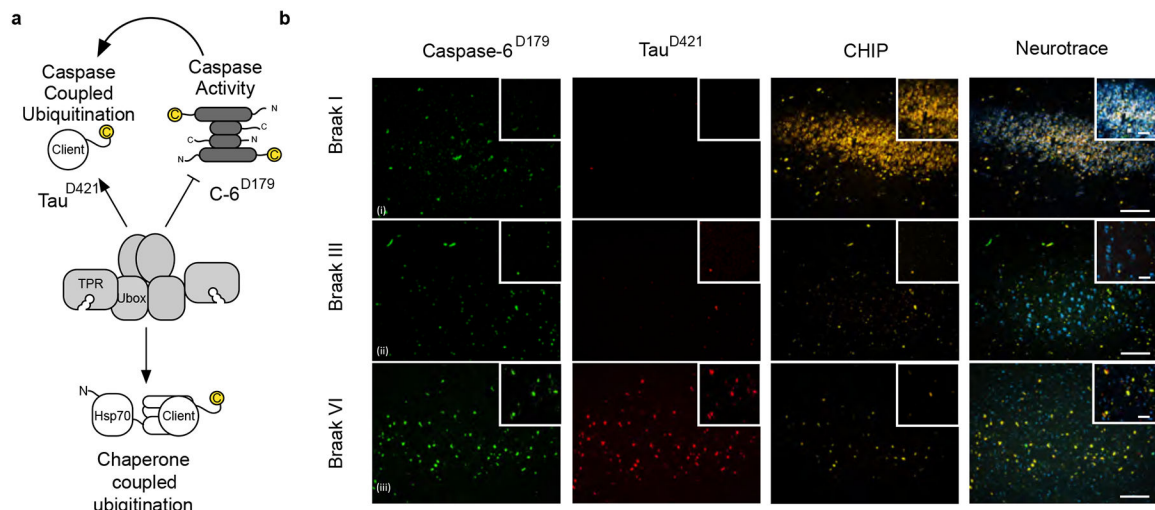 a
Caspase
Coupled
Ubiquitination
Caspase
Activity
C
N
C
C
N
N
C
Client
C
Tau D421
C-6 D179
TPR
Ubox
N
Hsp70
Client
C
Chaperone
coupled
ubigitination
b
Caspase-6 D179
Tau D421
CHIP
Neurotrace
Braak I
(i)
Braak III
(ii)
Braak VI
(iii)